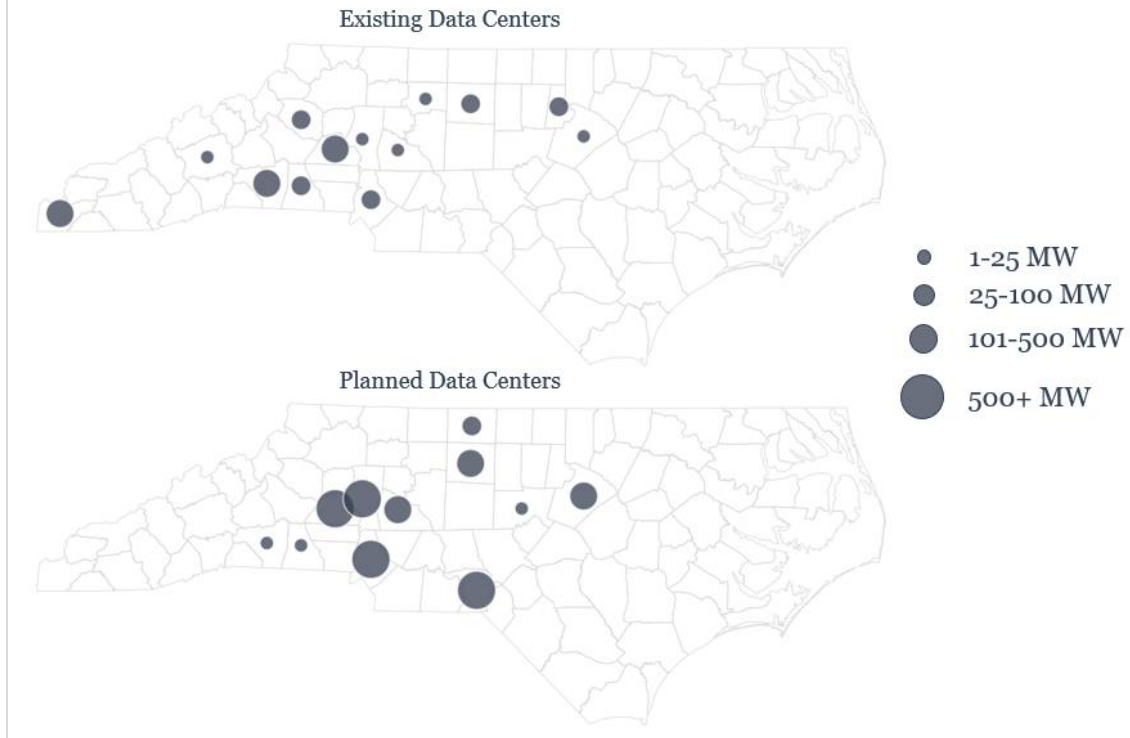 Existing Data Centers
1-25 MW
25-100 MW
101-500 MW
Planned Data Centers
500+ MW